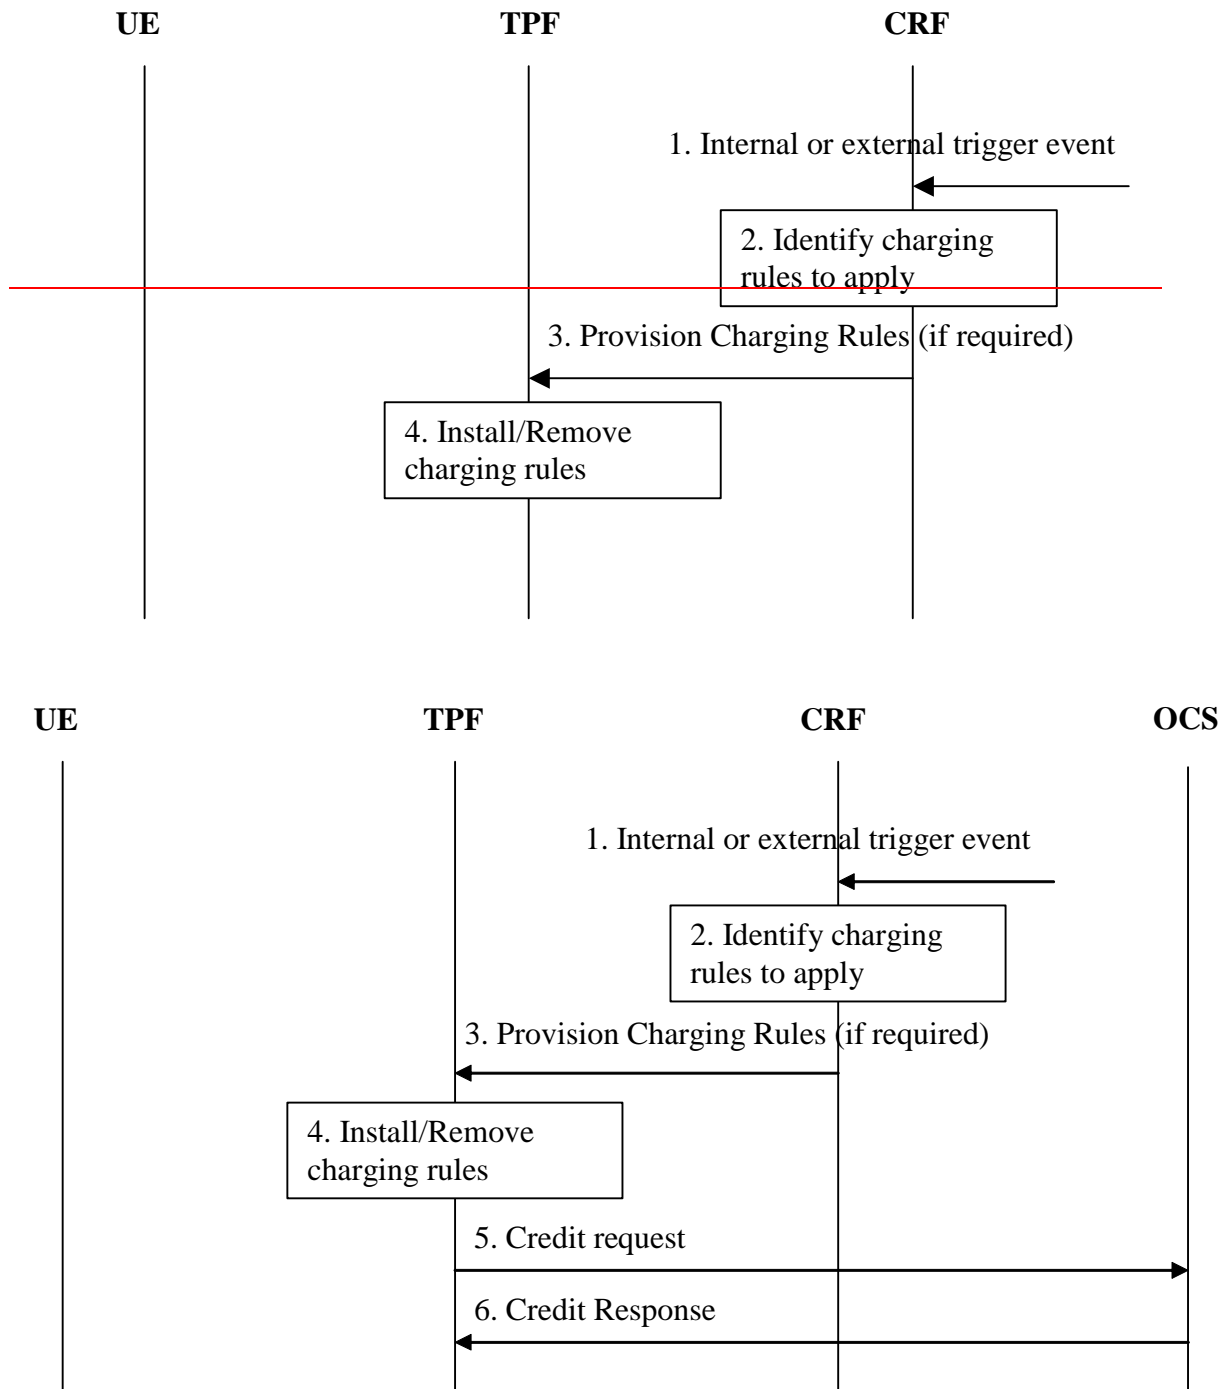 UE TPF CRF
1. Internal or external trigger event
2. Identify charging
rules to apply
3. Provision Charging Rules (if required)
4. Install/Remove
charging rules
UE TPF CRF OCS
1. Internal or external trigger event
2. Identify charging
rules to apply
3. Provision Charging Rules (if required)
4. Install/Remove
charging rules
5. Credit request
6. Credit Response